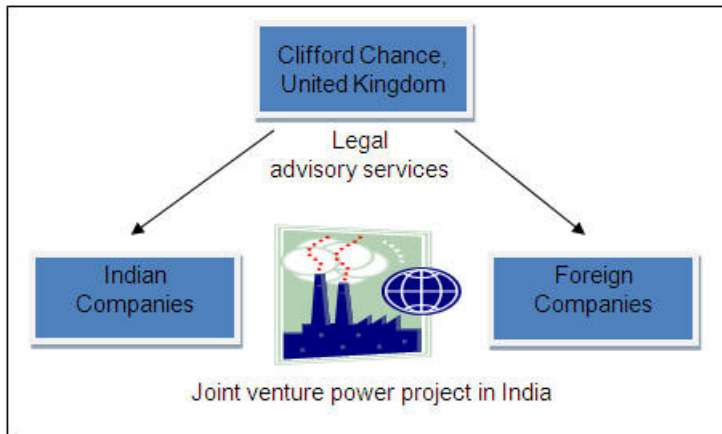 Clifford Chance,
United Kingdom
Legal
advisory services
Indian
Companies
Foreign
Companies
Joint venture power project in India